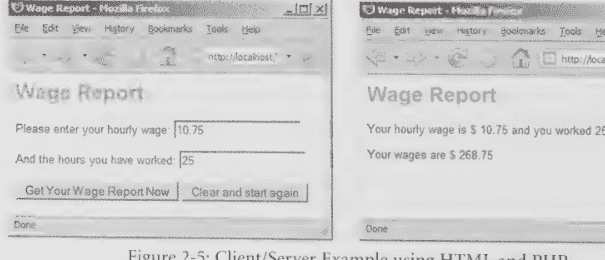 Wage Report - Mozilla Firefox
File Edit View History Bookmarks Tools Help
http://localhost/
Wage Report
Please enter your hourly wage: 10.75
And the hours you have worked: 25
Get Your Wage Report Now Clear and start again
Done
Wage Report - Mozilla Firefox
File Edit View History Bookmarks Tools He
http://loca
Wage Report
Your hourly wage is $ 10.75 and you worked 25
Your wages are $ 268.75
Done
Figure 2-5: Client/Server Example using HTML and PHP